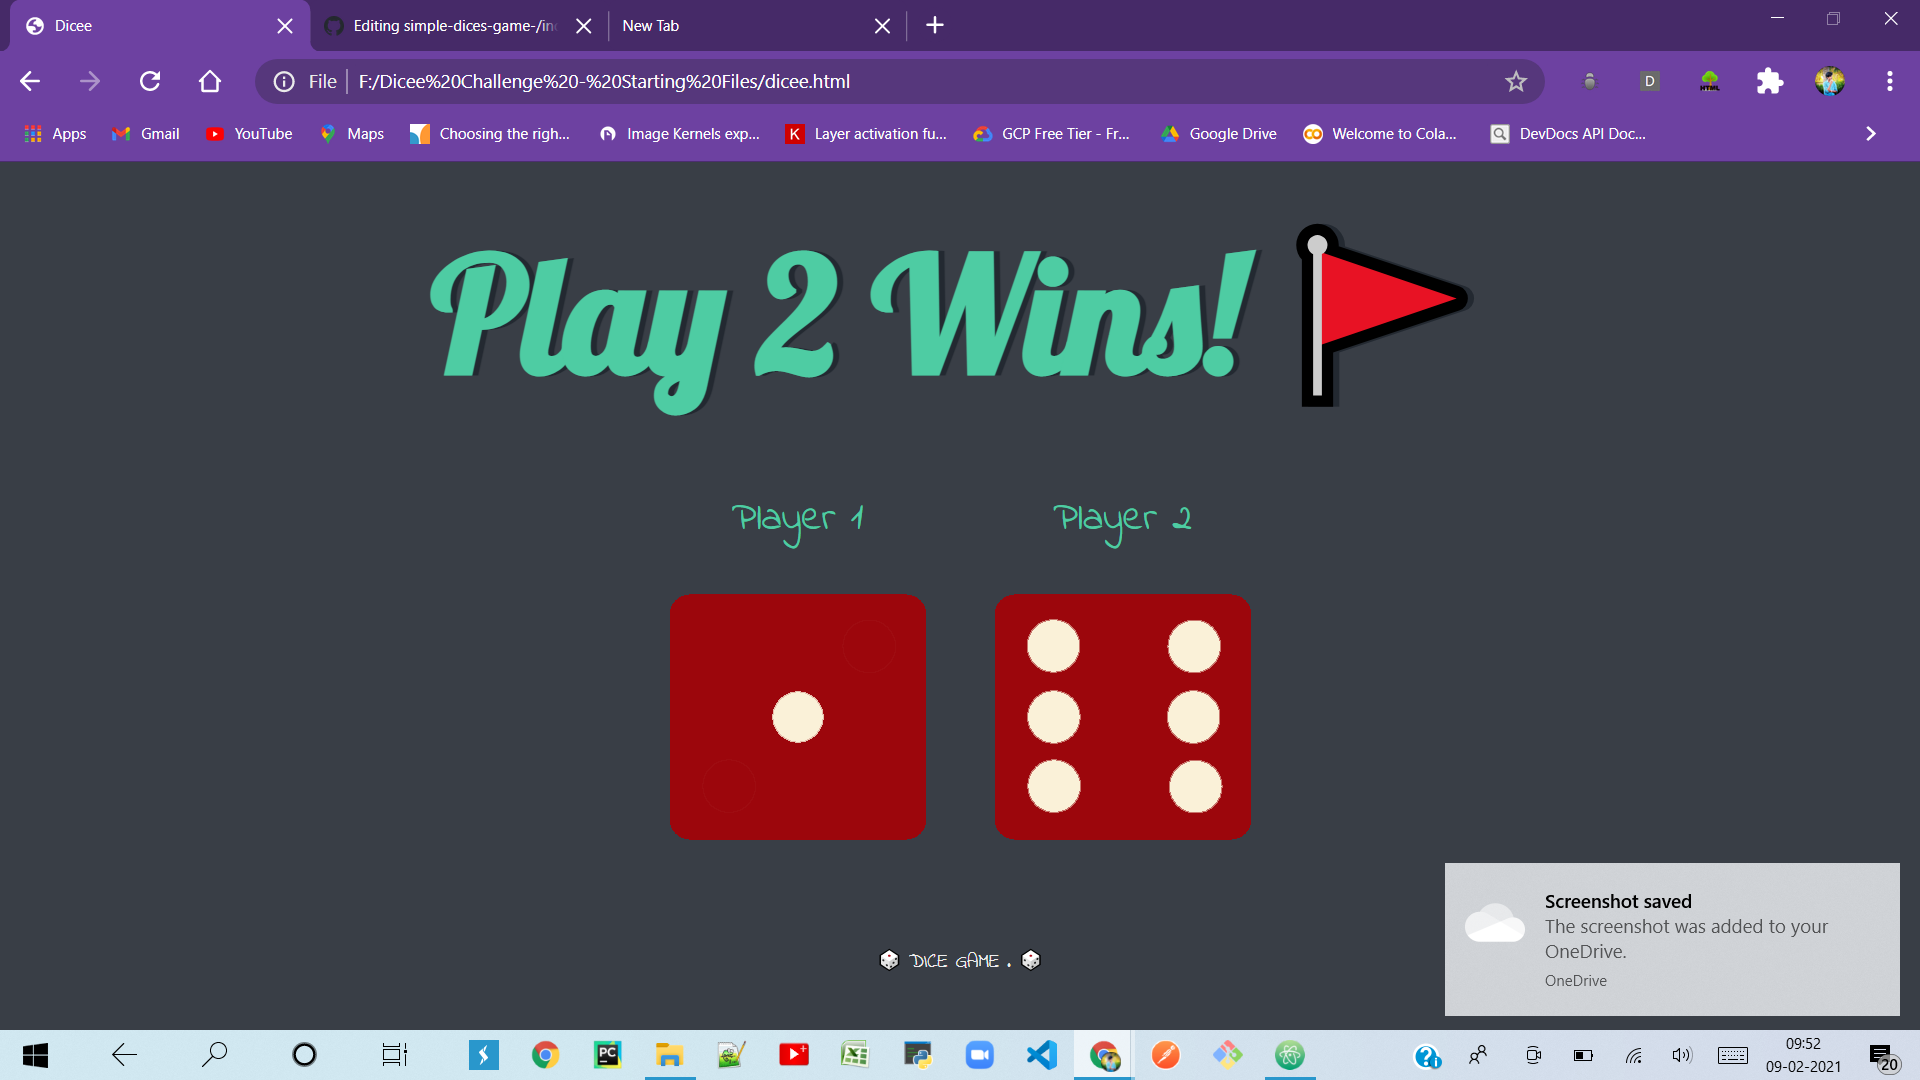 Dicee
Editing simple-dices-game-/in
New Tab
File
F:/Dicee%20Challenge%20-%20Starting%20Files/dicee.html
D
HTML
Apps
Gmail
YouTube
Maps
Choosing the righ...
Image Kernels exp...
K
Layer activation fu...
GCP Free Tier - Fr...
Google Drive
Welcome to Cola...
DevDocs API Doc...
Play 2 Wins!
Player 1
Player 2
Screenshot saved
The screenshot was added to your
OneDrive.
OneDrive
DICE GAME .
PC
09:52
09-02-2021
20